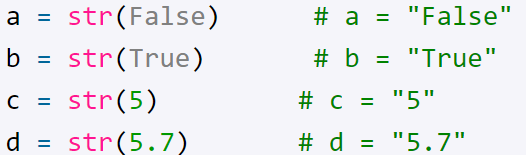 a = str(False)      # a = "False"
b = str(True)       # b = "True"
c = str(5)         # c = "5"
d = str(5.7)       # d = "5.7"